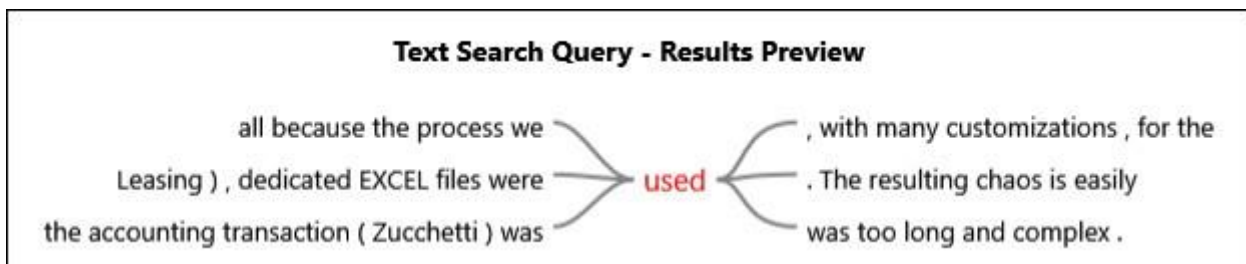 Text Search Query - Results Preview
all because the process we
Leasing ) , dedicated EXCEL files were
the accounting transaction ( Zucchetti ) was
used
, with many customizations , for the
. The resulting chaos is easily
was too long and complex .